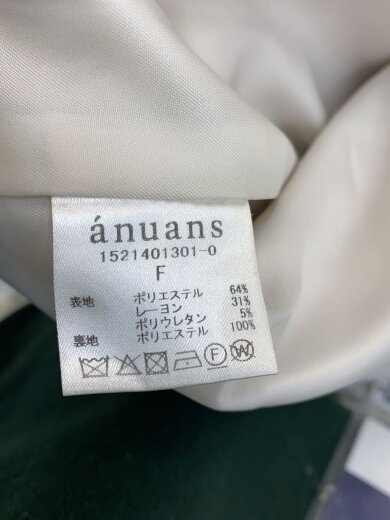 ánuans
1521401301-0
F
表地 ポリエステル 64%
レーヨン 31%
ポリウレタン 5%
裏地 ポリエステル 100%
F W